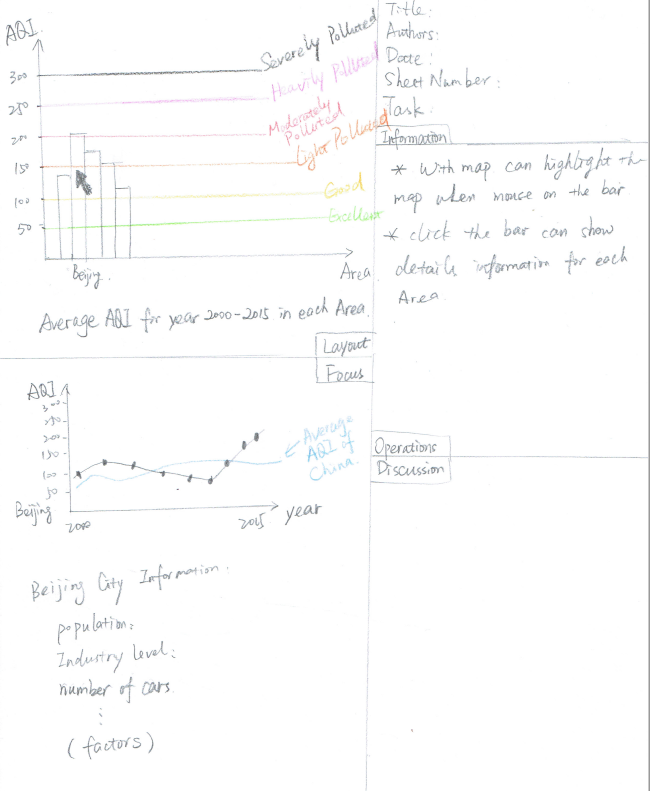 AQI
300
250
200
150
100
50
Severely Polluted
Heavily Polluted
Moderately
Polluted
Light Polluted
Good
Excellent
Beijing
Area
Average AQI for year 2000-2015 in each Area.
Layout
Focus
AQI
300
250
200
150
100
50
Beijing
2000
2015
year
Average
AQI of
China.
Beijing City Information.
population:
Industry level:
number of cars
(factors)
Title:
Authors:
Date:
Sheet Number:
Task
Information
* With map can highlight the
map when mouse on the bar
* click the bar can show
details information for each
Area.
Operations
Discussion